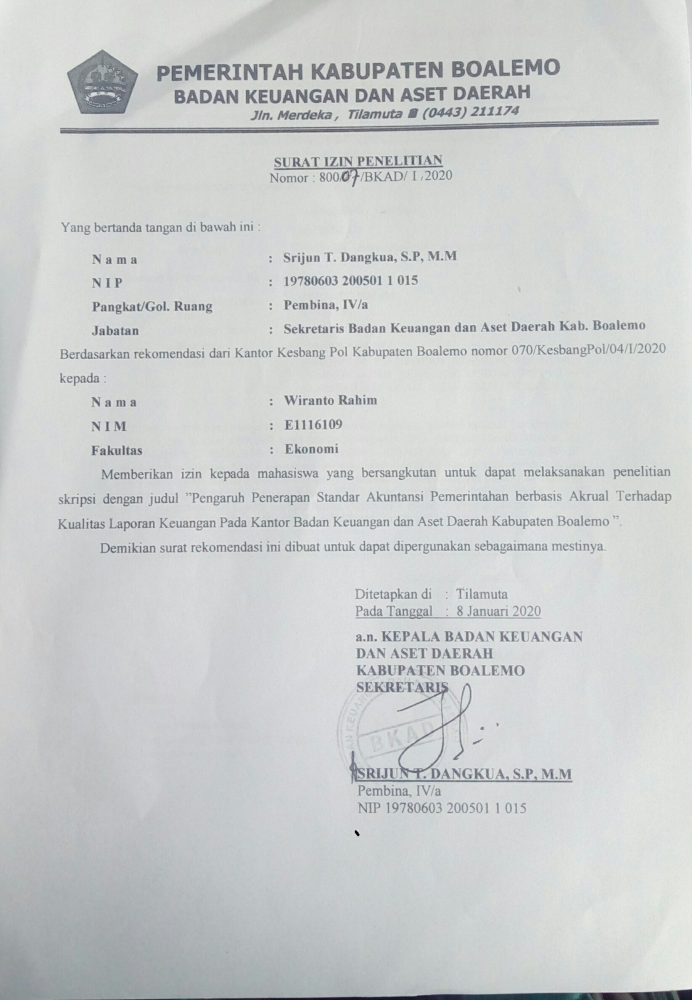 PEMERINTAH KABUPATEN BOALEMO
BADAN KEUANGAN DAN ASET DAERAH
Jln. Merdeka , Tilamuta ☎ (0443) 211174
SURAT IZIN PENELITIAN
Nomor : 800/07/BKAD/ I /2020
Yang bertanda tangan di bawah ini :
N a m a : Srijun T. Dangkua, S.P, M.M
N I P : 19780603 200501 1 015
Pangkat/Gol. Ruang : Pembina, IV/a
Jabatan : Sekretaris Badan Keuangan dan Aset Daerah Kab. Boalemo
Berdasarkan rekomendasi dari Kantor Kesbang Pol Kabupaten Boalemo nomor 070/KesbangPol/04/I/2020
kepada :
N a m a : Wiranto Rahim
N I M : E1116109
Fakultas : Ekonomi
Memberikan izin kepada mahasiswa yang bersangkutan untuk dapat melaksanakan penelitian
skripsi dengan judul ”Pengaruh Penerapan Standar Akuntansi Pemerintahan berbasis Akrual Terhadap
Kualitas Laporan Keuangan Pada Kantor Badan Keuangan dan Aset Daerah Kabupaten Boalemo ”.
Demikian surat rekomendasi ini dibuat untuk dapat dipergunakan sebagaimana mestinya.
Ditetapkan di : Tilamuta
Pada Tanggal : 8 Januari 2020
a.n. KEPALA BADAN KEUANGAN
DAN ASET DAERAH
KABUPATEN BOALEMO
SEKRETARIS
BKAD
SRIJUN T. DANGKUA, S.P, M.M
Pembina, IV/a
NIP 19780603 200501 1 015